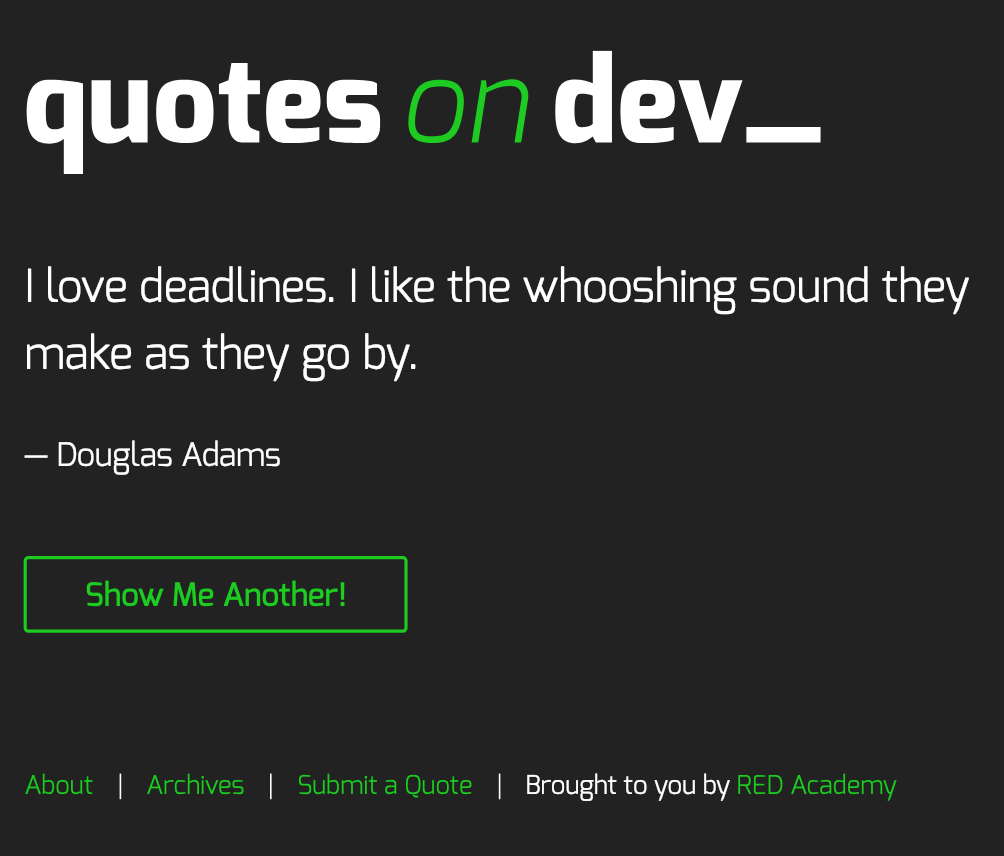 quotes on dev_
I love deadlines. I like the whooshing sound they
make as they go by.
— Douglas Adams
Show Me Another!
About | Archives | Submit a Quote | Brought to you by RED Academy